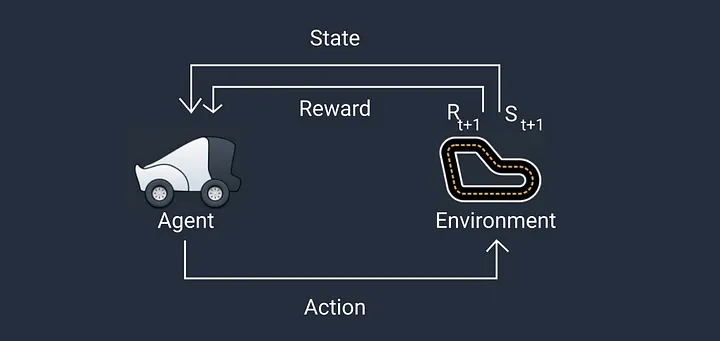 State
Reward
R t+1 S t+1
Agent
Environment
Action